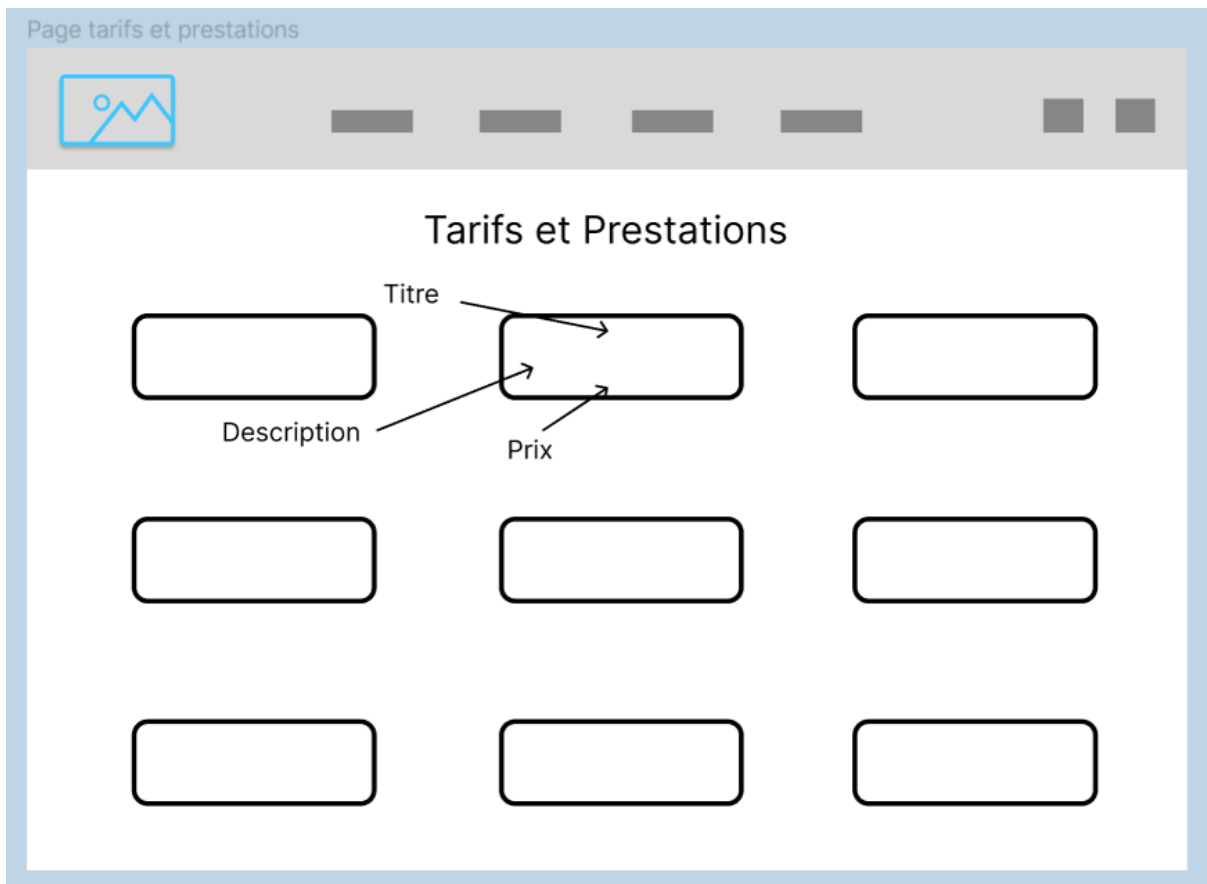 Page tarifs et prestations
Tarifs et Prestations
Titre
Description
Prix